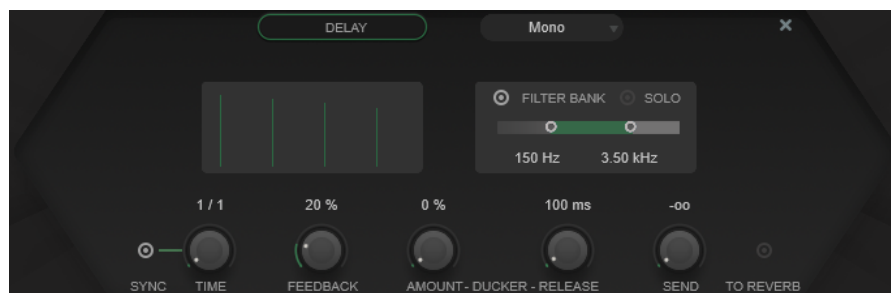 DELAY Mono
FILTER BANK SOLO
150 Hz 3.50 kHz
1 / 1 20 % 0 % 100 ms -oo
SYNC TIME FEEDBACK AMOUNT - DUCKER - RELEASE SEND TO REVERB